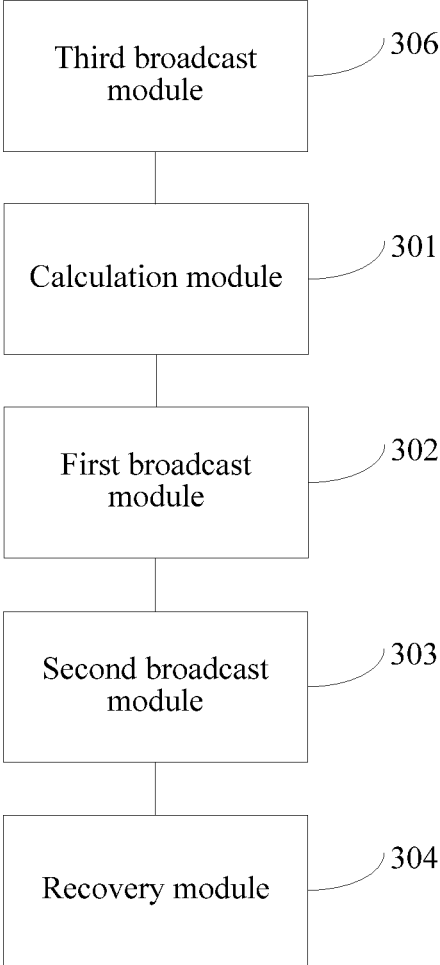 Third broadcast
module
306
Calculation module
301
First broadcast
module
302
Second broadcast
module
303
Recovery module
304